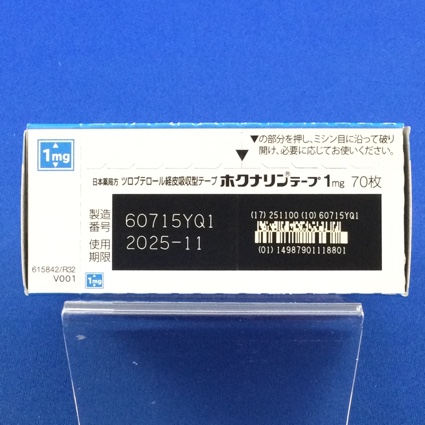 1mg
▼の部分を押し、ミシン目に沿って破り
開け、必要に応じてお使いください。
日本薬局方 ツロブテロール経皮吸収型テープ ホクナリン®テープ1mg 70枚
製造番号 60715YQ1
使用期限 2025-11
(17) 251100 (10) 60715YQ1
(01) 14987901118801
615842/R32
V001
1mg